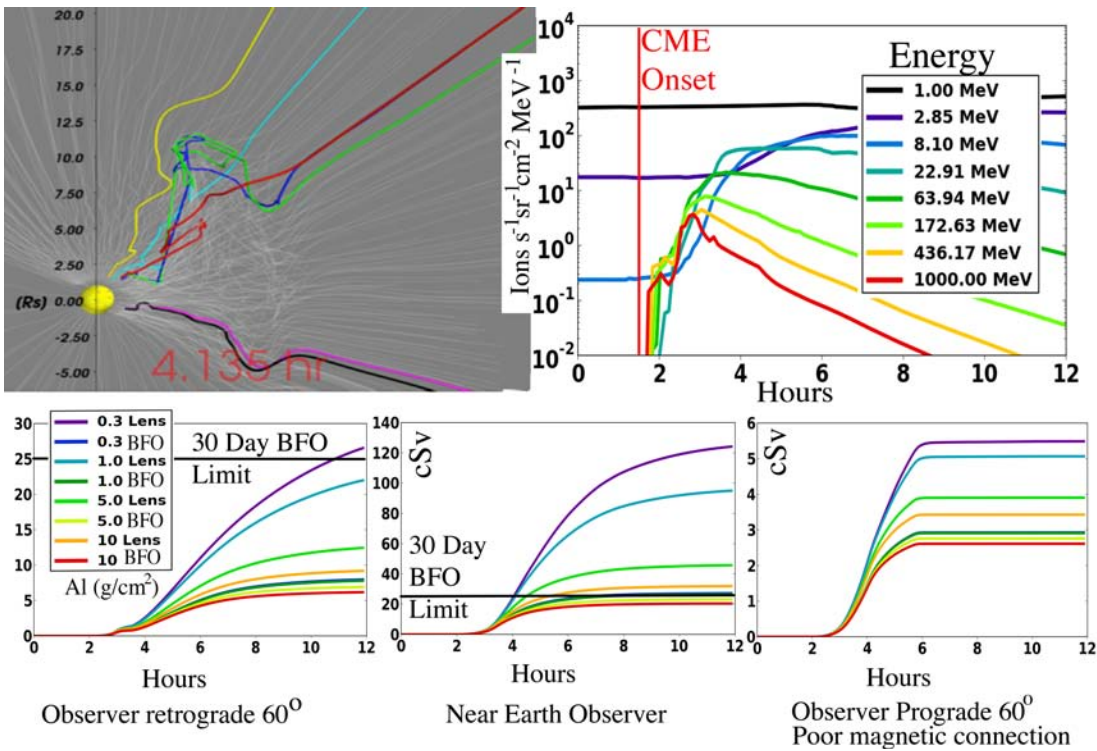 20.0
17.5
15.0
12.5
10.0
7.50
5.00
2.50
(Rs) 0.00
-2.50
-5.00
4.135 hr
Ions s⁻¹sr⁻¹cm⁻² MeV⁻¹
10⁴
10³
10²
10¹
10⁰
10⁻¹
10⁻²
CME
Onset
Energy
1.00 MeV
2.85 MeV
8.10 MeV
22.91 MeV
63.94 MeV
172.63 MeV
436.17 MeV
1000.00 MeV
0 2 4 6 8 10 12
Hours
30
25
20
15
10
5
0
0.3 Lens
0.3 BFO
1.0 Lens
1.0 BFO
5.0 Lens
5.0 BFO
10 Lens
10 BFO
Al (g/cm²)
30 Day BFO
Limit
0 2 4 6 8 10 12
Hours
Observer retrograde 60⁰
140
120
100
80
60
40
20
0
cSv
30 Day
BFO
Limit
0 2 4 6 8 10 12
Hours
Near Earth Observer
6
5
4
3
2
1
0
cSv
0 2 4 6 8 10 12
Hours
Observer Prograde 60⁰
Poor magnetic connection